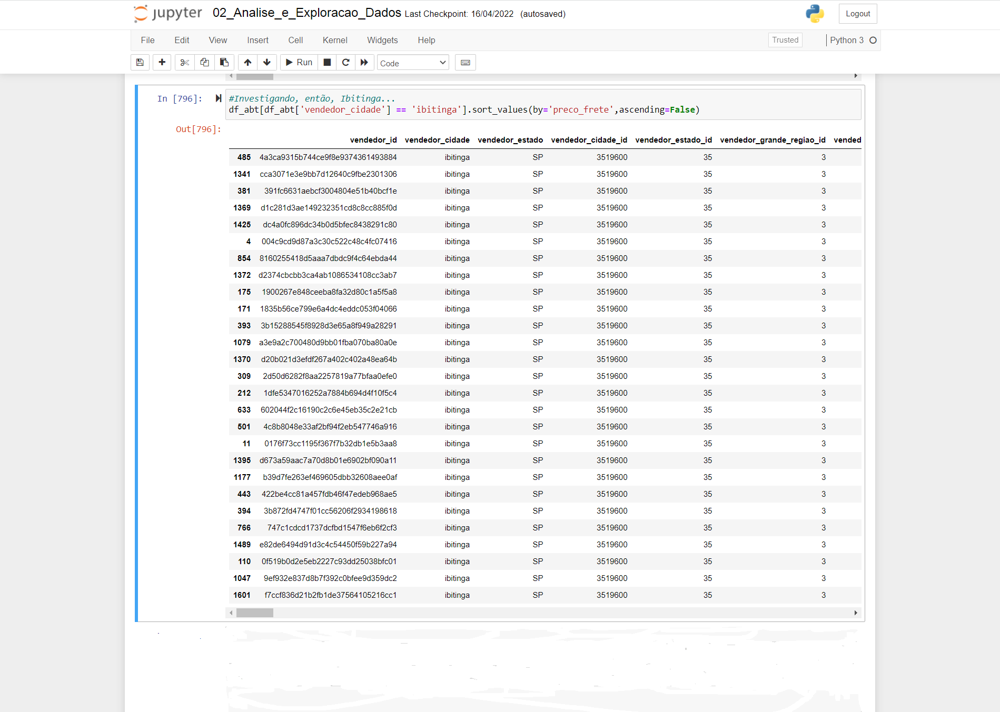 jupyter 02_Analise_e_Exploracao_Dados Last Checkpoint: 16/04/2022 (autosaved) Logout
File Edit View Insert Cell Kernel Widgets Help Trusted Python 3
Run Code
In [796]: #Investigando, então, Ibitinga...
df_abt[df_abt['vendedor_cidade'] == 'ibitinga'].sort_values(by='preco_frete',ascending=False)
Out[796]:
vendedor_id vendedor_cidade vendedor_estado vendedor_cidade_id vendedor_estado_id vendedor_grande_regiao_id vended
485 4a3ca9315b744ce9f8e9374361493884 ibitinga SP 3519600 35 3
1341 cca3071e3e9bb7d12640c9fbe2301306 ibitinga SP 3519600 35 3
381 391fc6631aebcf3004804e51b40bcf1e ibitinga SP 3519600 35 3
1369 d1c281d3ae149232351cd8c8cc885f0d ibitinga SP 3519600 35 3
1425 dc4a0fc896dc34b0d5bfec8438291c80 ibitinga SP 3519600 35 3
4 004c9cd9d87a3c30c522c48c4fc07416 ibitinga SP 3519600 35 3
854 8160255418d5aaa7dbdc9f4c64ebda44 ibitinga SP 3519600 35 3
1372 d2374cbcbb3ca4ab1086534108cc3ab7 ibitinga SP 3519600 35 3
175 1900267e848ceeba8fa32d80c1a5f5a8 ibitinga SP 3519600 35 3
171 1835b56ce799e6a4dc4eddc053f04066 ibitinga SP 3519600 35 3
393 3b15288545f8928d3e65a8f949a28291 ibitinga SP 3519600 35 3
1079 a3e9a2c700480d9bb01fba070ba80a0e ibitinga SP 3519600 35 3
1370 d20b021d3efdf267a402c402a48ea64b ibitinga SP 3519600 35 3
309 2d50d6282f8aa2257819a77bfaa0efe0 ibitinga SP 3519600 35 3
212 1dfe5347016252a7884b694d4f10f5c4 ibitinga SP 3519600 35 3
633 602044f2c16190c2c6e45eb35c2e21cb ibitinga SP 3519600 35 3
501 4c8b8048e33af2bf94f2eb547746a916 ibitinga SP 3519600 35 3
11 0176f73cc1195f367f7b32db1e5b3aa8 ibitinga SP 3519600 35 3
1395 d673a59aac7a70d8b01e6902bf090a11 ibitinga SP 3519600 35 3
1177 b39d7fe263ef469605dbb32608aee0af ibitinga SP 3519600 35 3
443 422be4cc81a457fdb46f47edeb968ae5 ibitinga SP 3519600 35 3
394 3b872fd4747f01cc56206f2934198618 ibitinga SP 3519600 35 3
766 747c1cdcd1737dcfbd1547f6eb6f2cf3 ibitinga SP 3519600 35 3
1489 e82de6494d91d3c4c54450f59b227a94 ibitinga SP 3519600 35 3
110 0f519b0d2e5eb2227c93dd25038bfc01 ibitinga SP 3519600 35 3
1047 9ef932e837d8b7f392c0bfee9d359dc2 ibitinga SP 3519600 35 3
1601 f7ccf836d21b2fb1de37564105216cc1 ibitinga SP 3519600 35 3